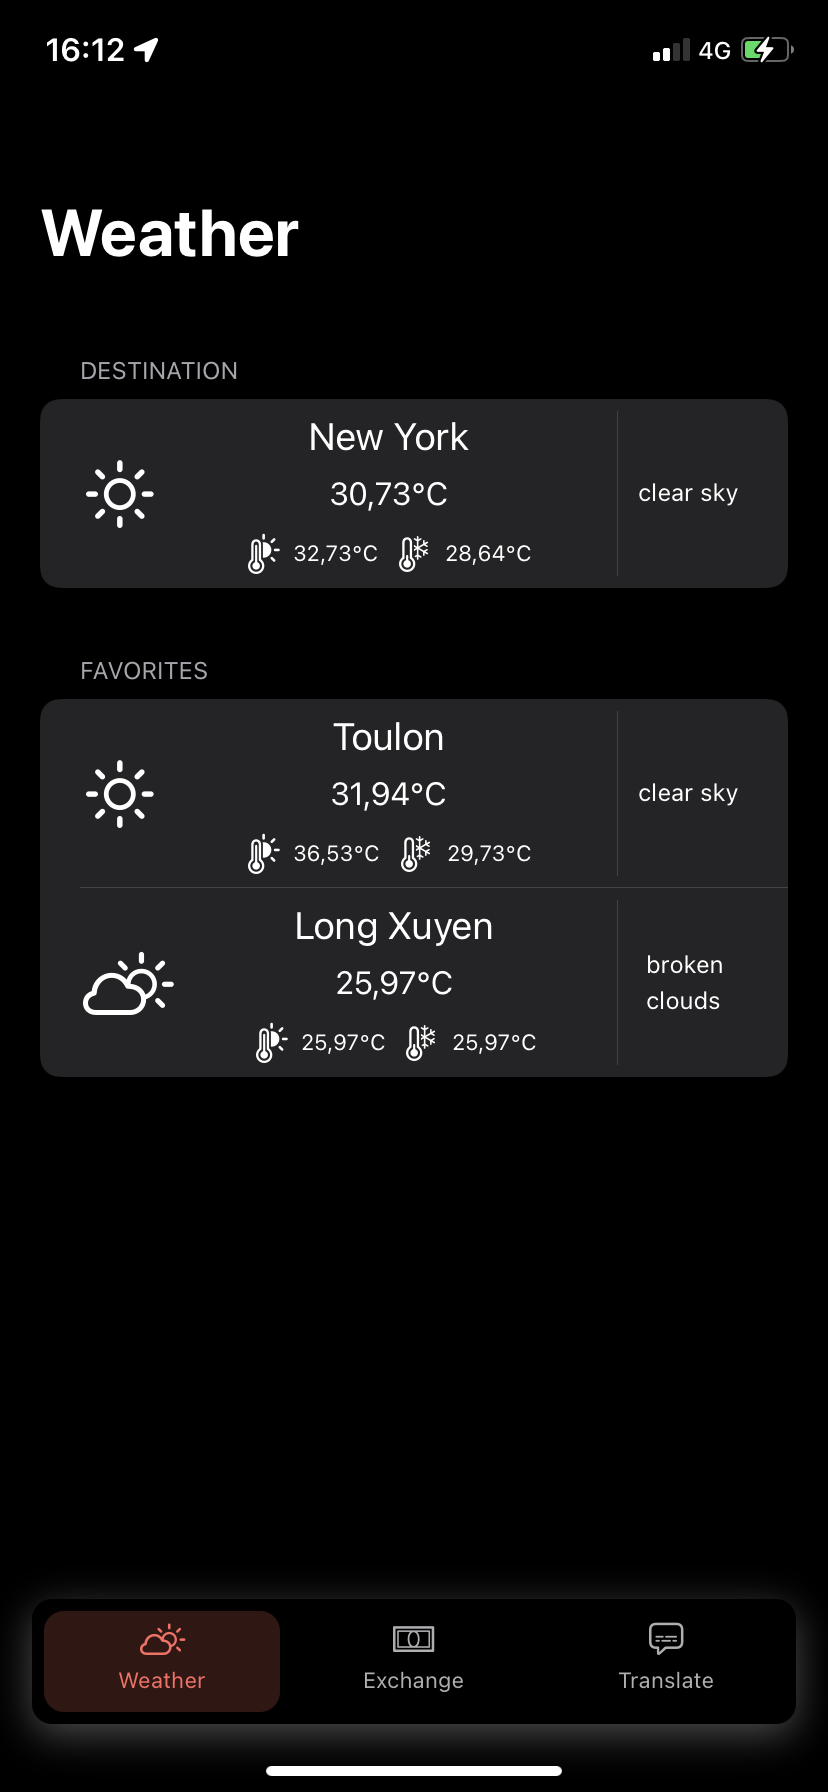 16:12
4G
Weather
DESTINATION
New York
30,73°C
32,73°C 28,64°C
clear sky
FAVORITES
Toulon
31,94°C
36,53°C 29,73°C
clear sky
Long Xuyen
25,97°C
25,97°C 25,97°C
broken
clouds
Weather
Exchange
Translate